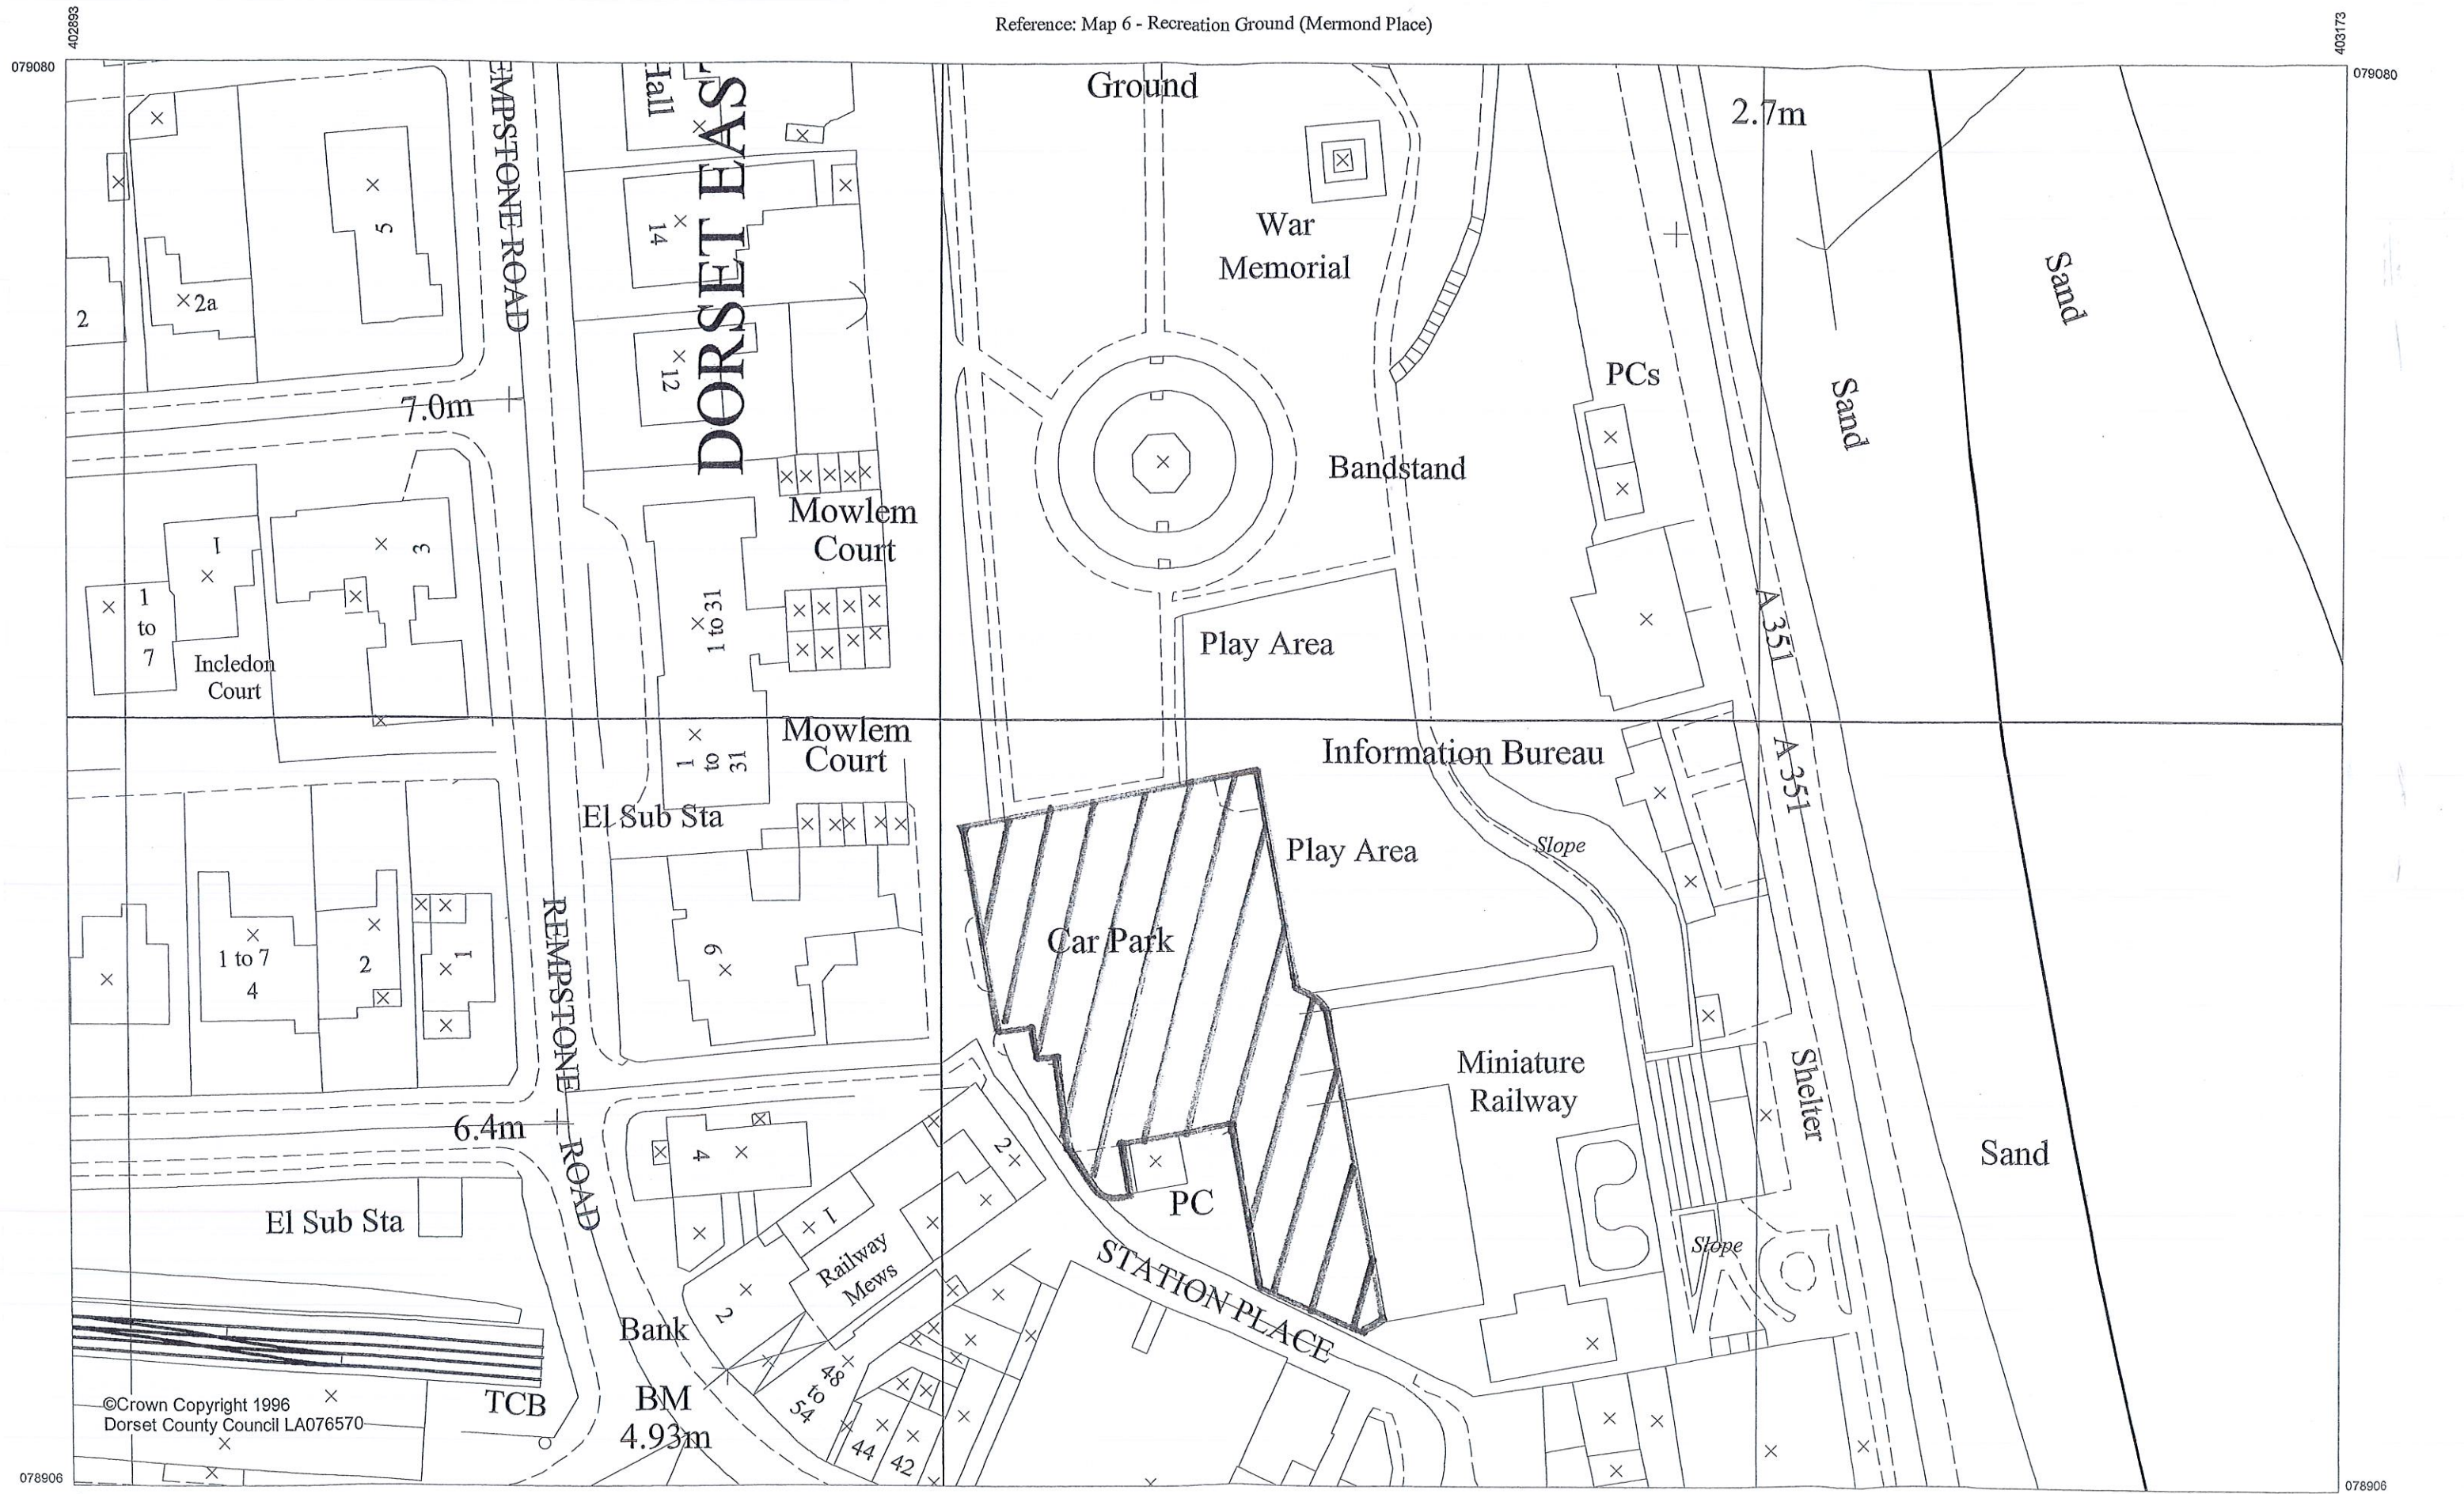 Reference: Map 6 - Recreation Ground (Mermond Place)
402893
403173
079080
079080
Ground
2.7m
EMPSTONE ROAD
Hall
DORSET EAST
5
14
War
Memorial
2a
2
Sand
Sand
12
PCs
7.0m
Bandstand
Mowlem
Court
1
3
1
to
7
Incledon
Court
1 to 31
Play Area
A 351
Mowlem
Court
1
to
31
Information Bureau
A 351
El Sub Sta
Play Area
Slope
REMPSTONE ROAD
9
Car Park
1 to 7
4
2
1
Miniature
Railway
Shelter
6.4m
4
2
Sand
PC
El Sub Sta
1
Railway
Mews
STATION PLACE
Slope
2
Bank
48
to
54
©Crown Copyright 1996
Dorset County Council LA076570
TCB
BM
4.93m
44
42
078906
078906